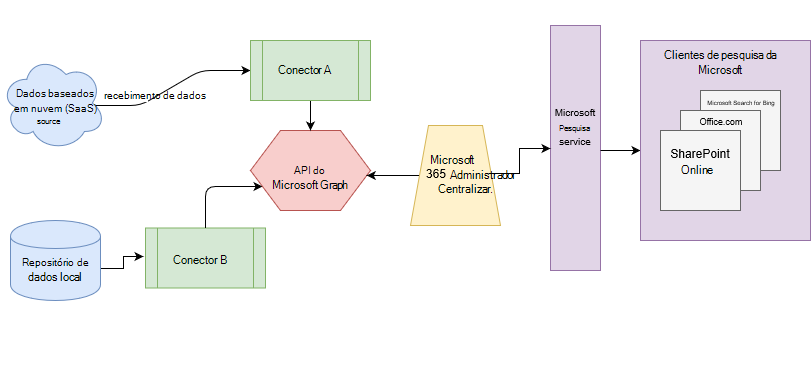 Dados baseados
em nuvem (SaaS)
source
recebimento de dados
Conector A
API do
Microsoft Graph
Repositório de
dados local
Conector B
Microsoft
365 Administrador
Centralizar.
Microsoft
Pesquisa
service
Clientes de pesquisa da
Microsoft
Microsoft Search for Bing
Office.com
SharePoint
Online